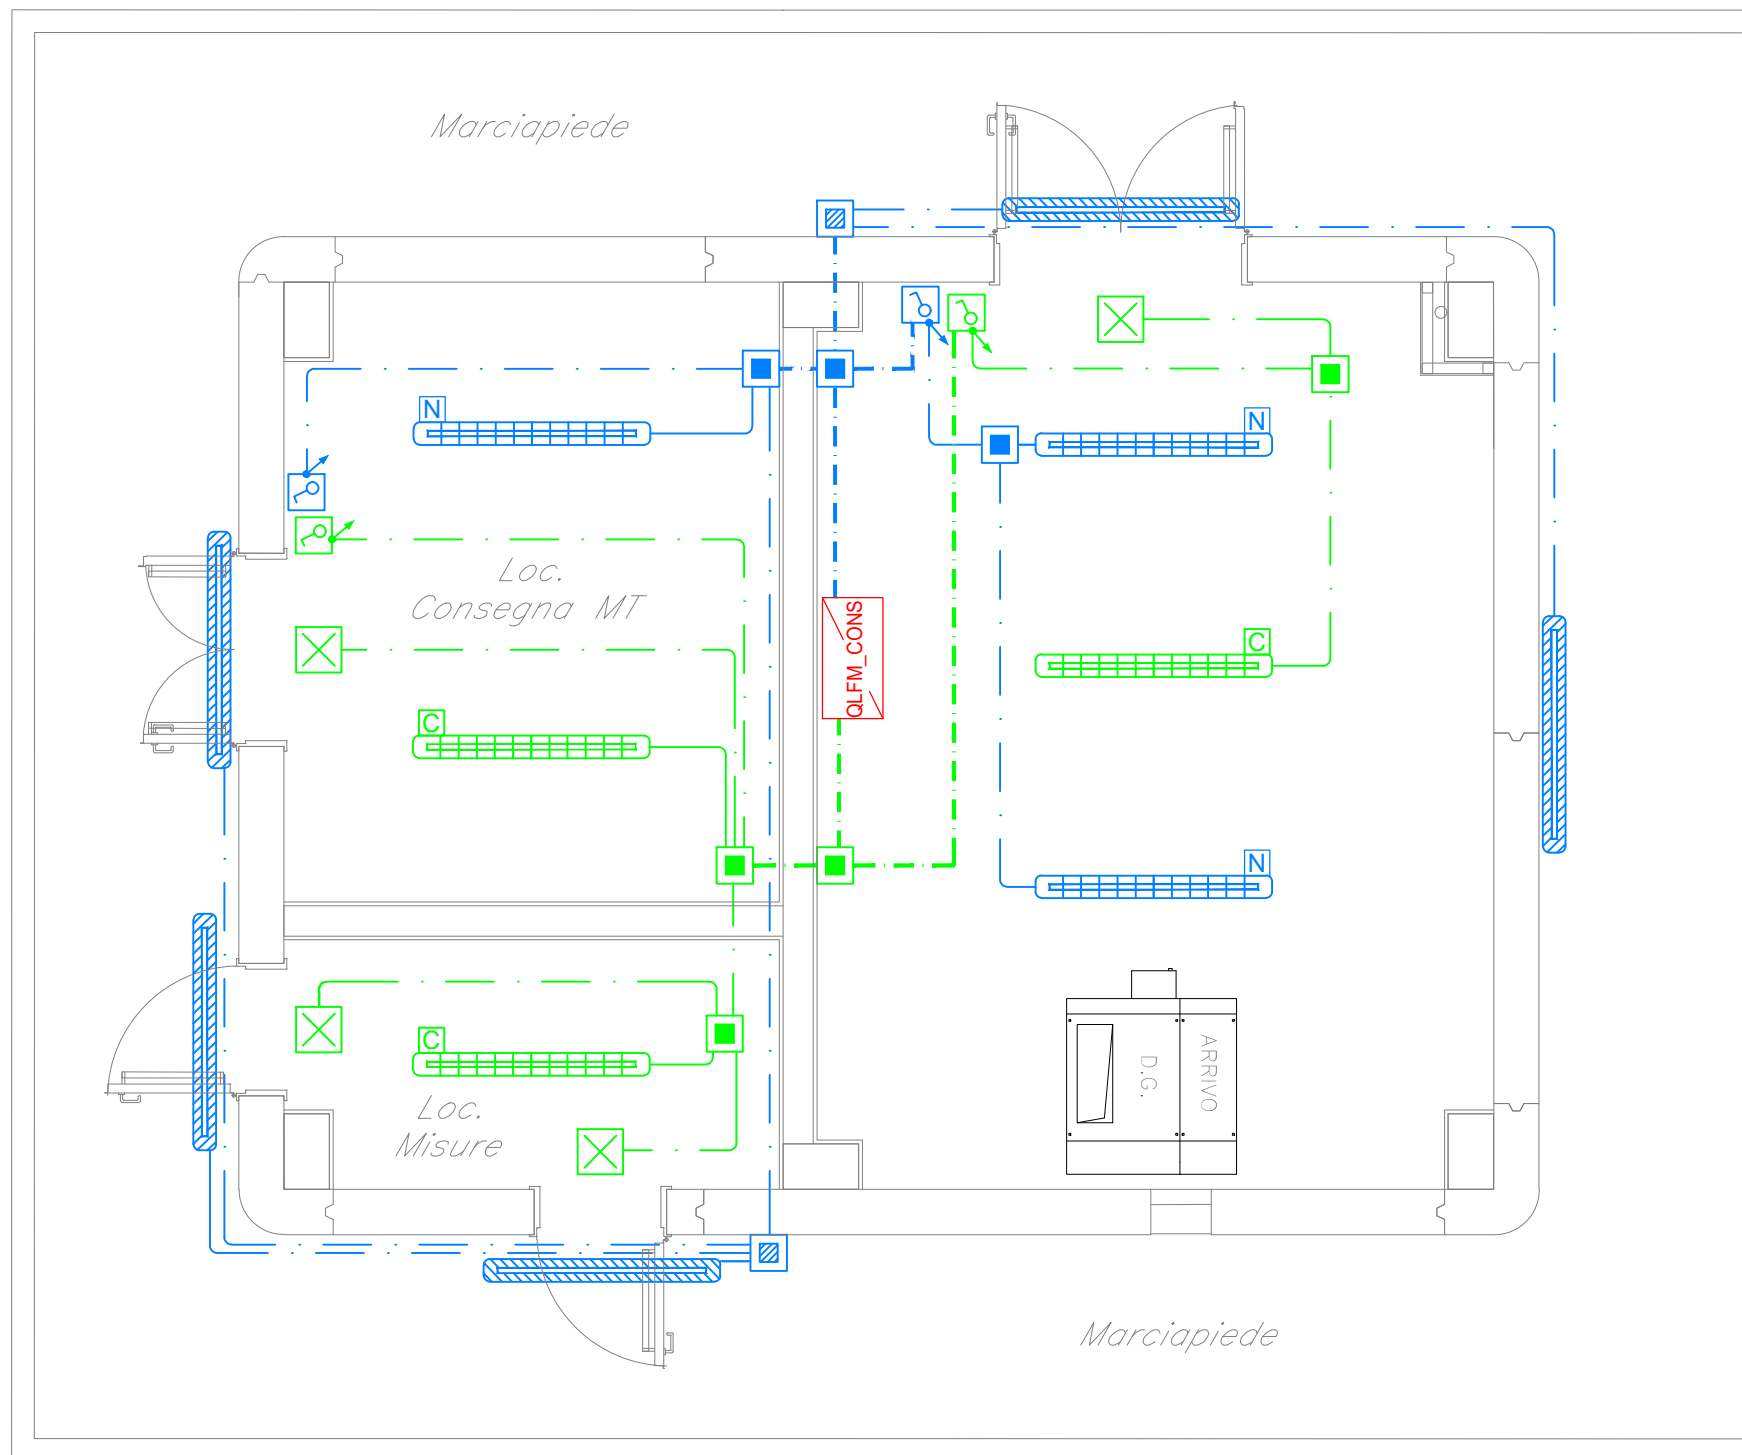 Marciapiede
N
N
Loc.
Consegna MT
QLFM_CONS
C
C
N
C
Loc.
Misure
ARRIVO
D.G.
Marciapiede